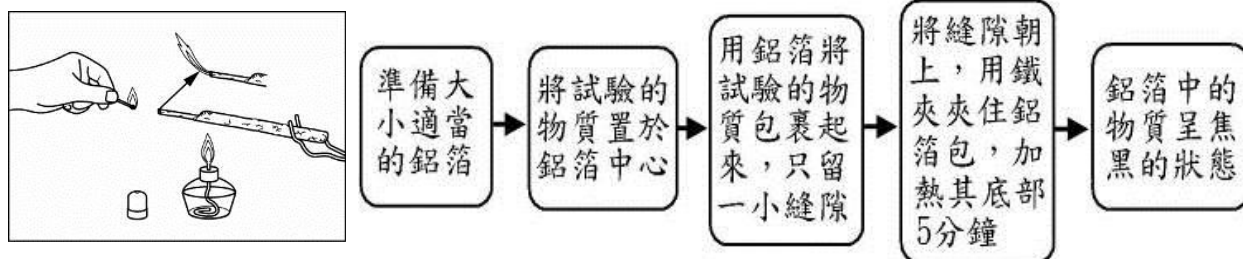 準備大
小適當
的鋁箔
將試驗的
物質置於
鋁箔中心
用鋁箔將
試驗的物
質包裹起
來，只留
一小縫隙
將縫隙朝
上，用鐵
夾夾住鋁
箔包，加
熱其底部
5分鐘
鋁箔中的
物質呈焦
黑的狀態